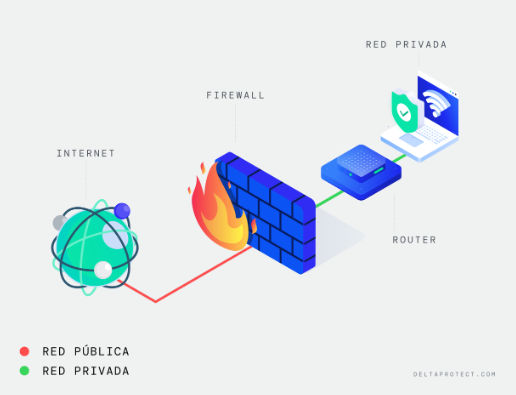 RED PRIVADA
FIREWALL
INTERNET
ROUTER
RED PÚBLICA
RED PRIVADA
DELTAPROTECT.COM